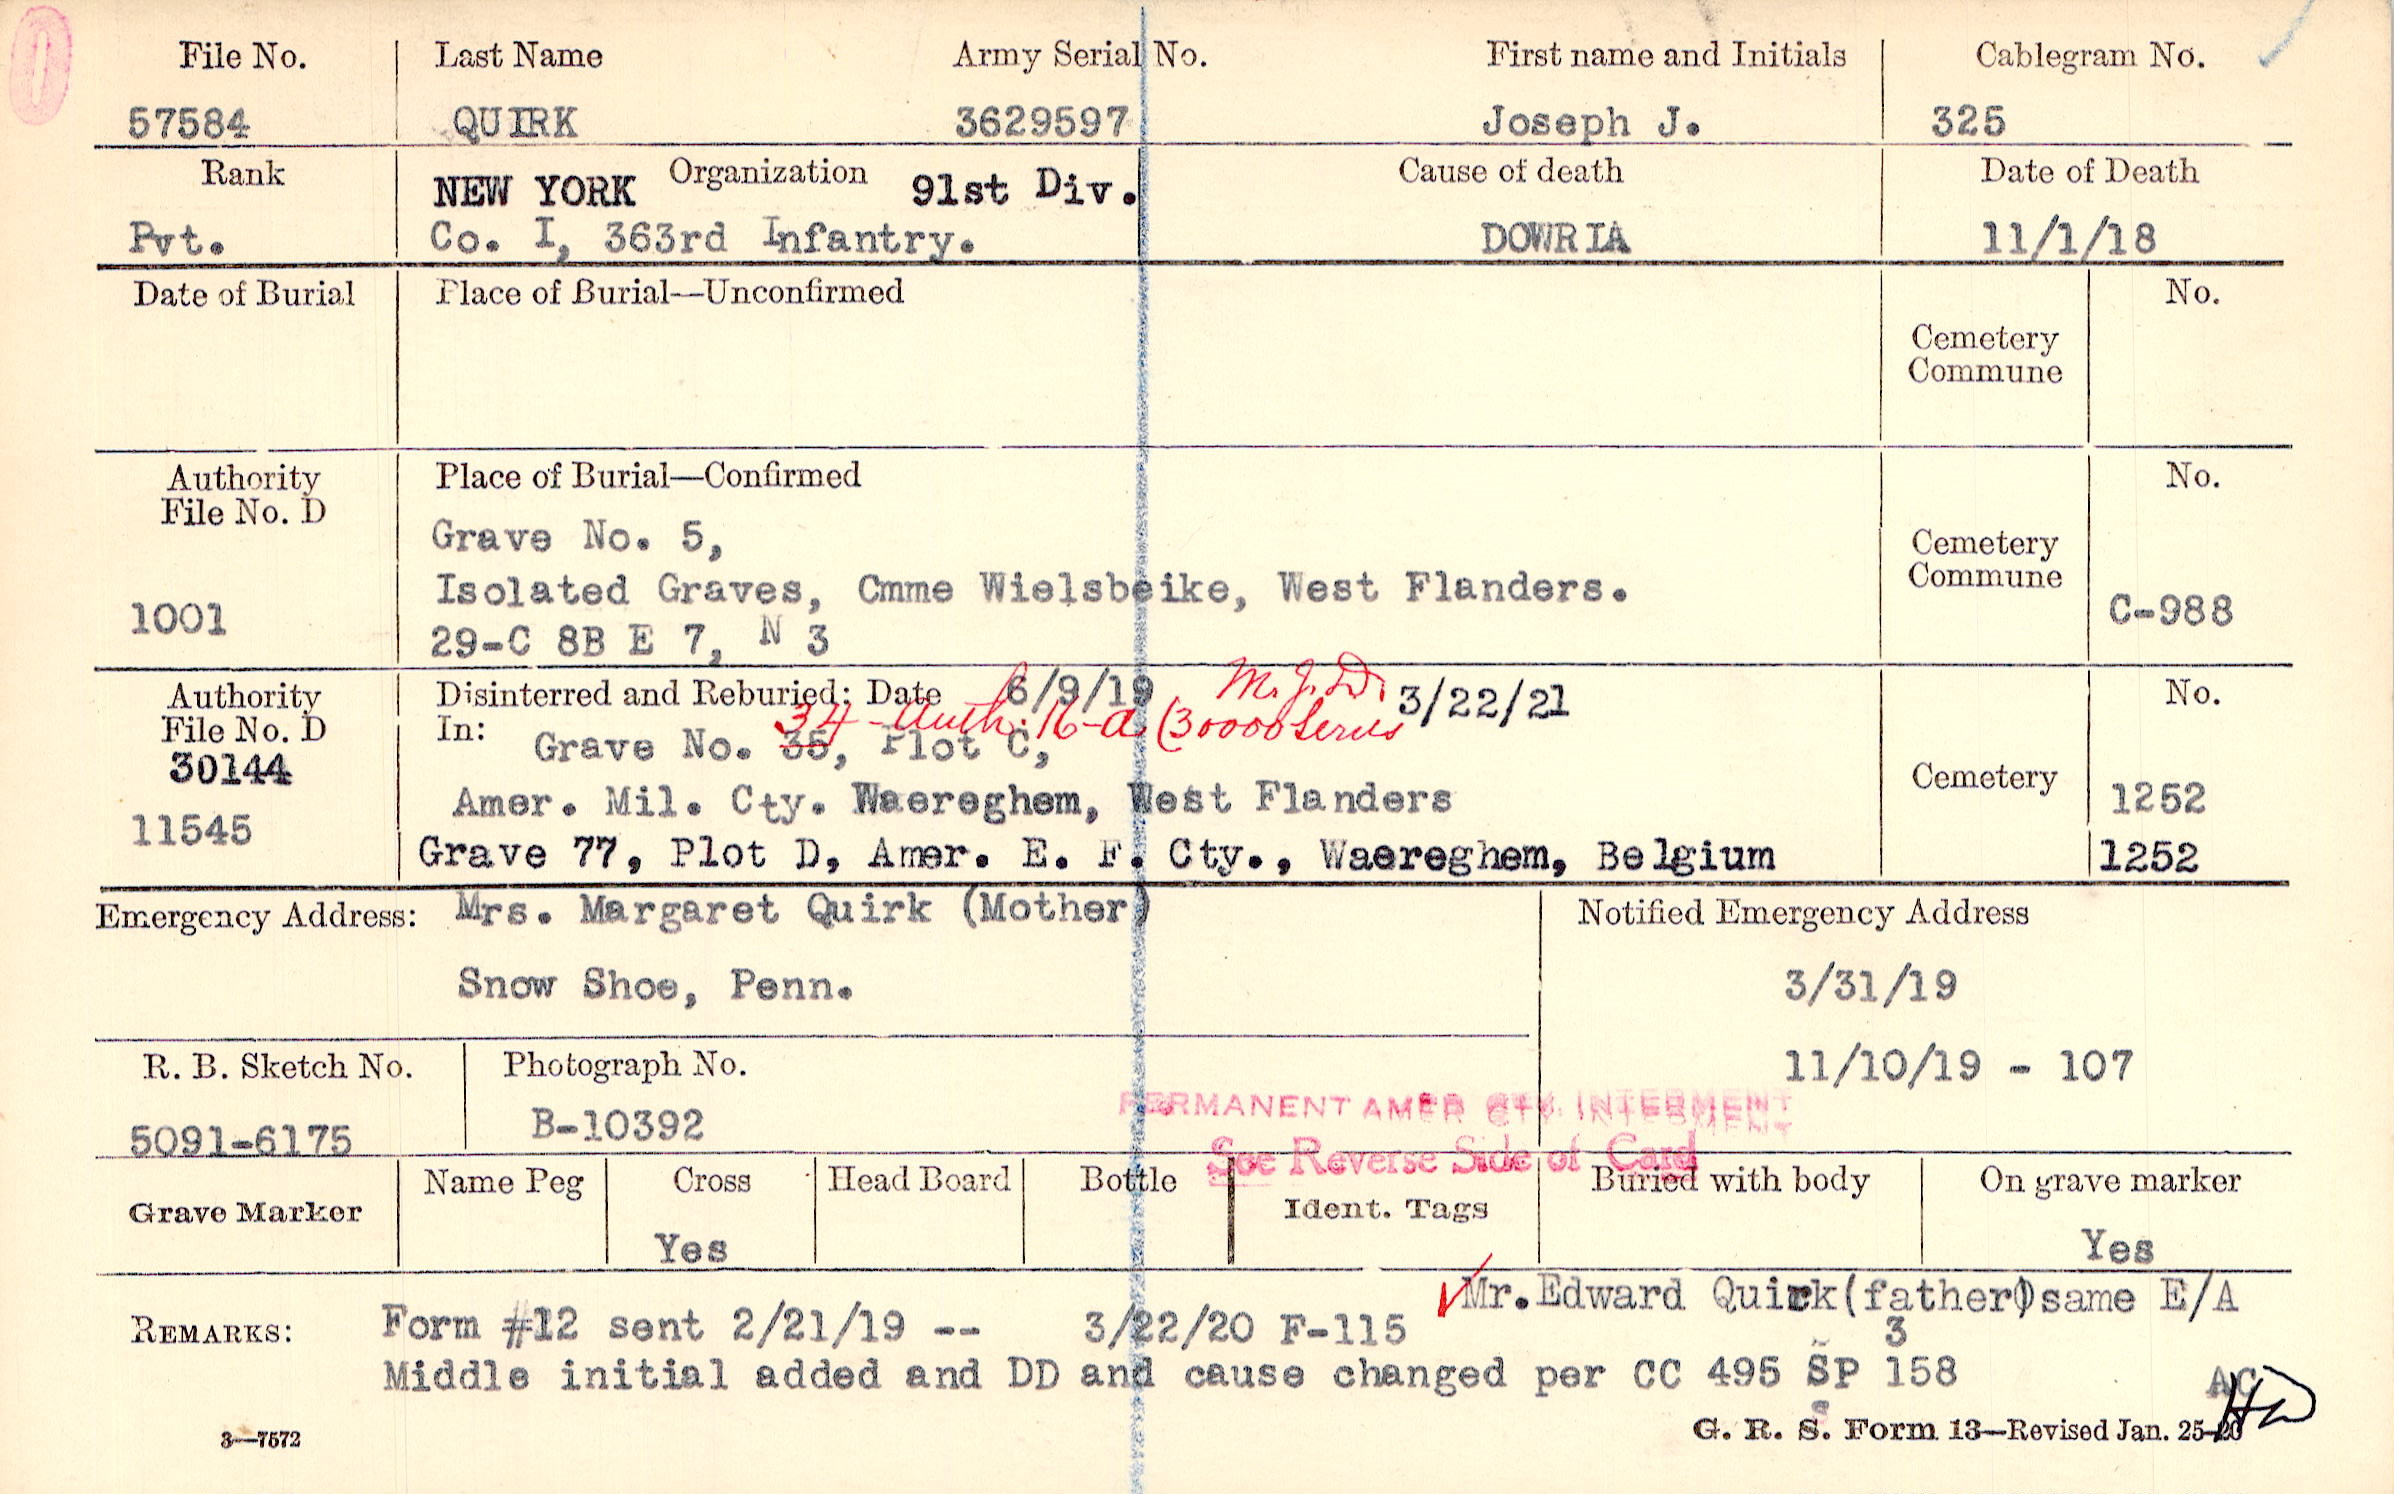 File No. Last Name Army Serial No. First name and Initials Cablegram No.
57584 QUIRK 3629597 Joseph J. 325
Rank Organization Cause of death Date of Death
NEW YORK 91st Div.
Pvt. Co. I, 363rd Infantry. DOWRIA 11/1/18
Date of Burial Place of Burial—Unconfirmed No.
Cemetery
Commune
Authority Place of Burial—Confirmed No.
File No. D
Grave No. 5,
Cemetery
Isolated Graves, Cmme Wielsbeike, West Flanders.
Commune
1001 C-988
29-C 8B E 7, N 3
Authority Disinterred and Reburied: Date 6/9/19 M.J.D. 3/22/21 No.
34 - Auth: 16-a (30000 Series
File No. D In: Grave No. 35, Plot C,
30144
Cemetery
Amer. Mil. Cty. Waereghem, West Flanders 1252
11545
Grave 77, Plot D, Amer. E. F. Cty., Waereghem, Belgium 1252
Emergency Address: Mrs. Margaret Quirk (Mother) Notified Emergency Address
Snow Shoe, Penn. 3/31/19
R. B. Sketch No. Photograph No. 11/10/19 - 107
PERMANENT AMER CTY. INTERMENT
5091-6175 B-10392
See Reverse Side of Card
Grave Marker Name Peg Cross Head Board Bottle Ident. Tags Buried with body On grave marker
Yes Yes
Mr. Edward Quirk(father)same E/A
REMARKS: Form #12 sent 2/21/19 -- 3/22/20 F-115 3
Middle initial added and DD and cause changed per CC 495 SP 158
AC
HD
3—7572 G. R. S. Form 13—Revised Jan. 25-20